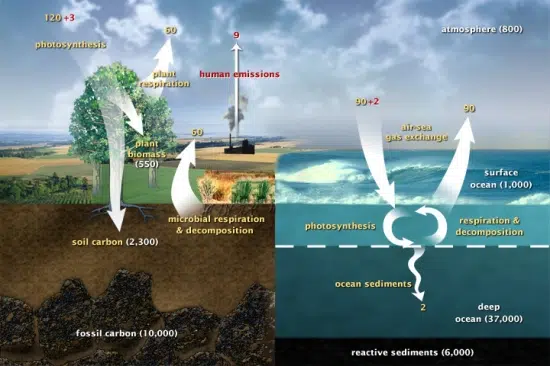 120 +3
photosynthesis
60
plant
respiration
9
human emissions
atmosphere (800)
plant
biomass
(550)
60
microbial respiration
& decomposition
soil carbon (2,300)
fossil carbon (10,000)
90+2
90
air-sea
gas exchange
surface
ocean (1,000)
photosynthesis
respiration &
decomposition
ocean sediments
2
deep
ocean (37,000)
reactive sediments (6,000)